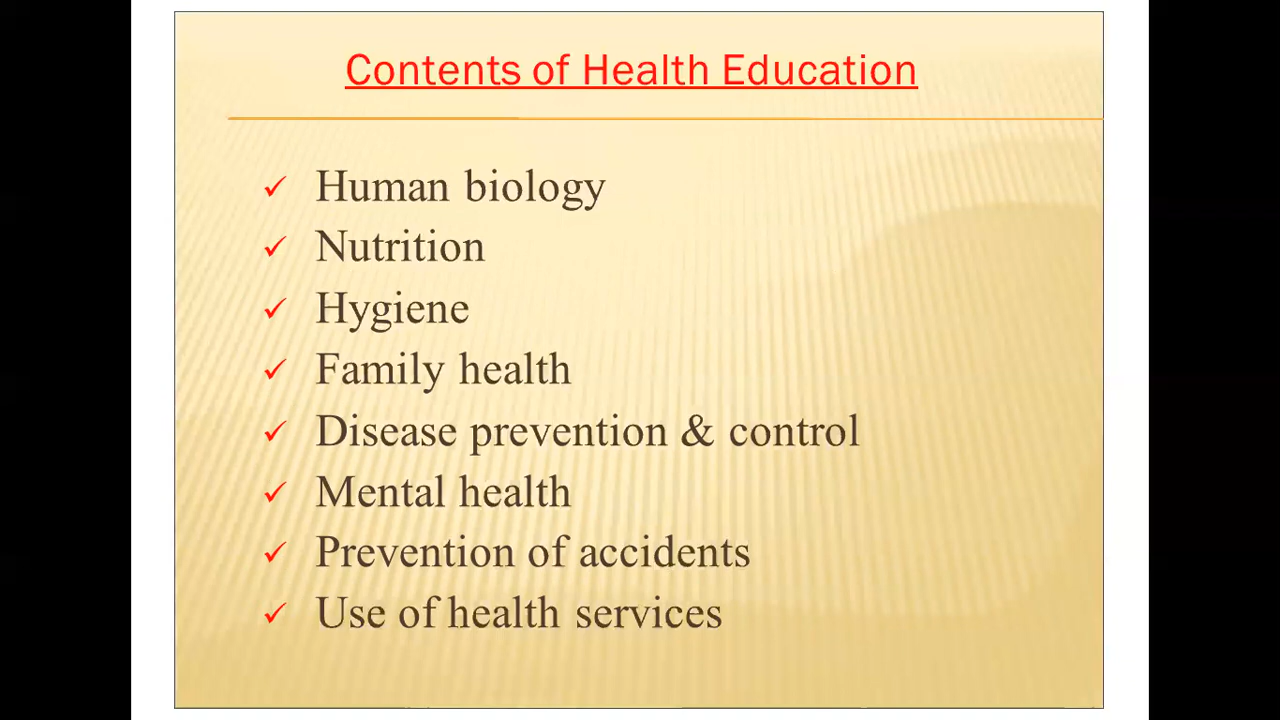 Contents of Health Education
✓ Human biology
✓ Nutrition
✓ Hygiene
✓ Family health
✓ Disease prevention & control
✓ Mental health
✓ Prevention of accidents
✓ Use of health services